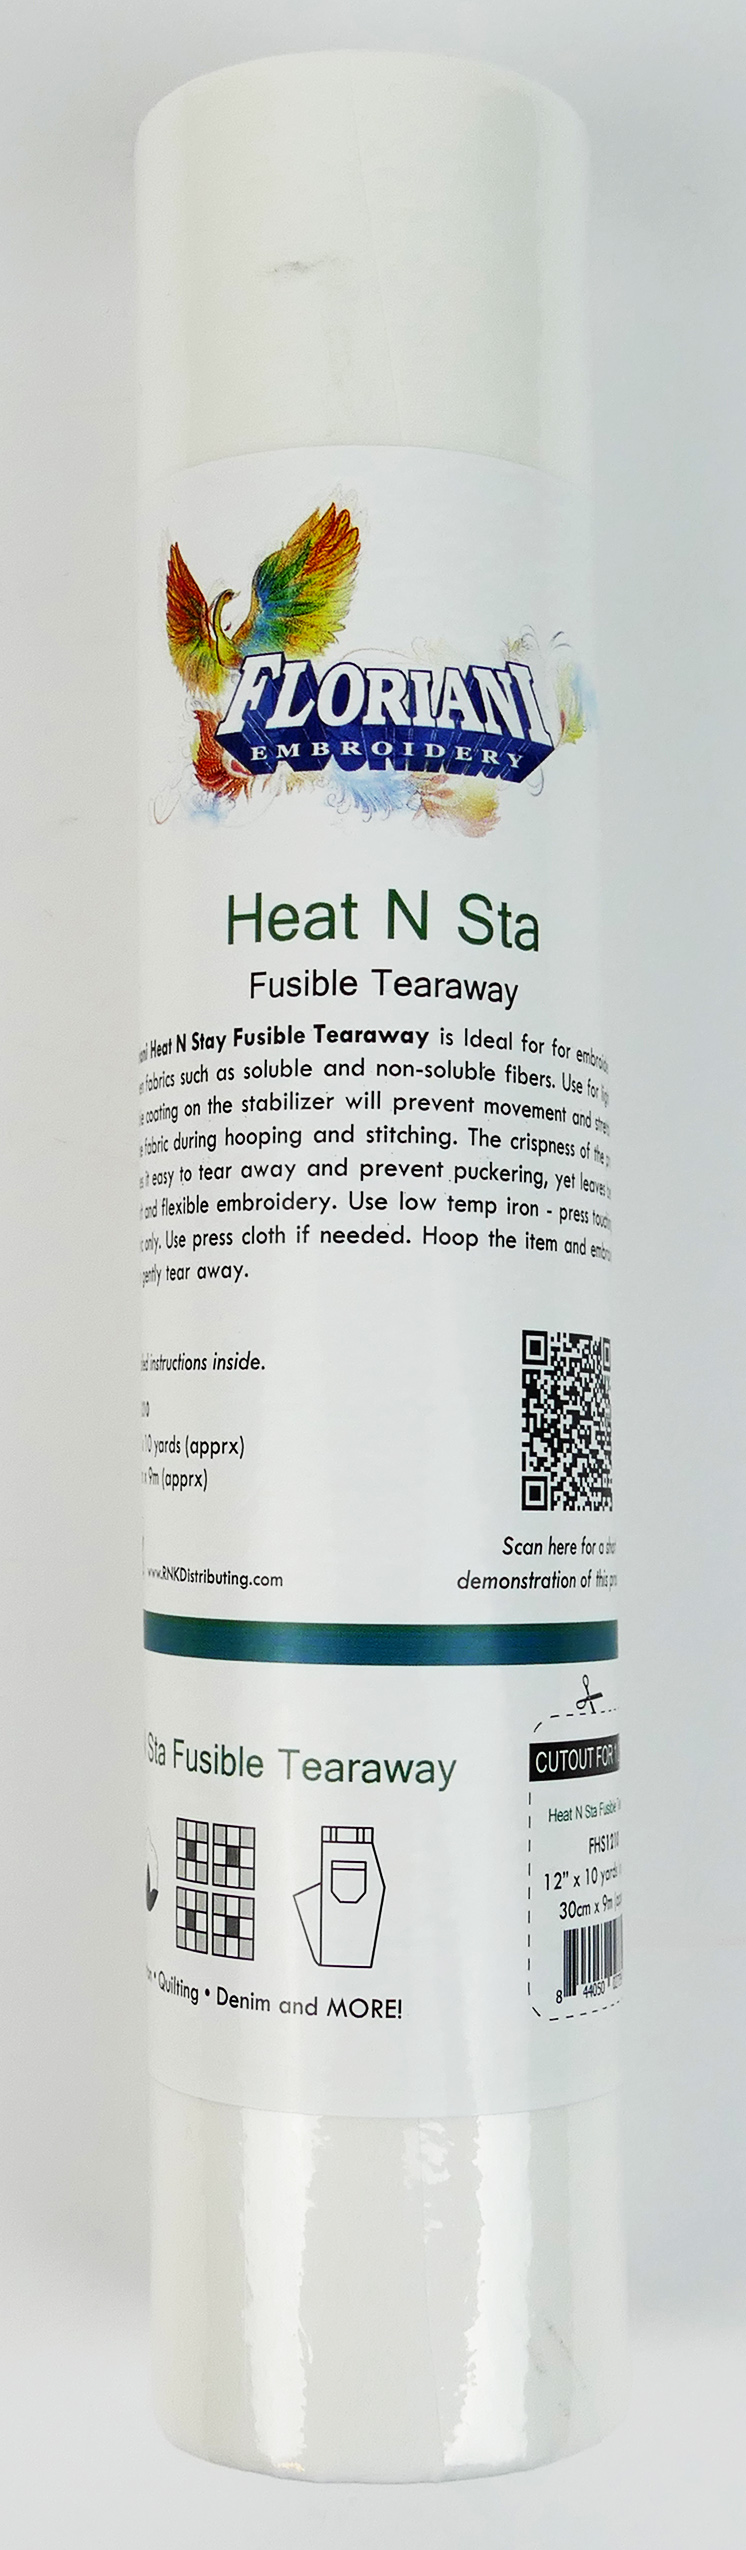 FLORIANI
EMBROIDERY
Heat N Sta
Fusible Tearaway
Heat N Stay Fusible Tearaway is Ideal for for
fabrics such as soluble and non-soluble fibers. Use for
coating on the stabilizer will prevent movement and
fabric during hooping and stitching. The crispness of the
it easy to tear away and prevent puckering, yet leaves
and flexible embroidery. Use low temp iron - press
only. Use press cloth if needed. Hoop the item and
gently tear away.
instructions inside.
10 yards (apprx)
x 9m (apprx)
www.RNKDistributing.com
Scan here for a
demonstration of this
Sta Fusible Tearaway
• Quilting • Denim and MORE!
CUTOUT FOR
Heat N Sta Fusible
FHS1210
12" x 10 yards
30cm x 9m
8 44050